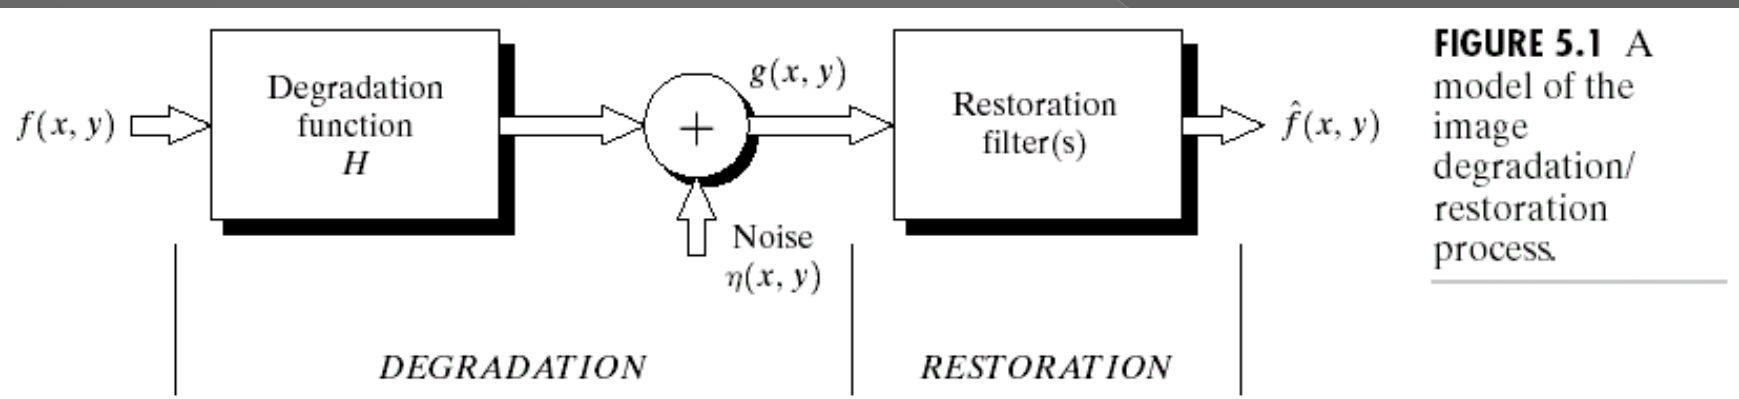 f(x, y)
Degradation
function
H
+
g(x, y)
Noise
η(x, y)
Restoration
filter(s)
f̂(x, y)
DEGRADATION
RESTORATION
FIGURE 5.1 A
model of the
image
degradation/
restoration
process.